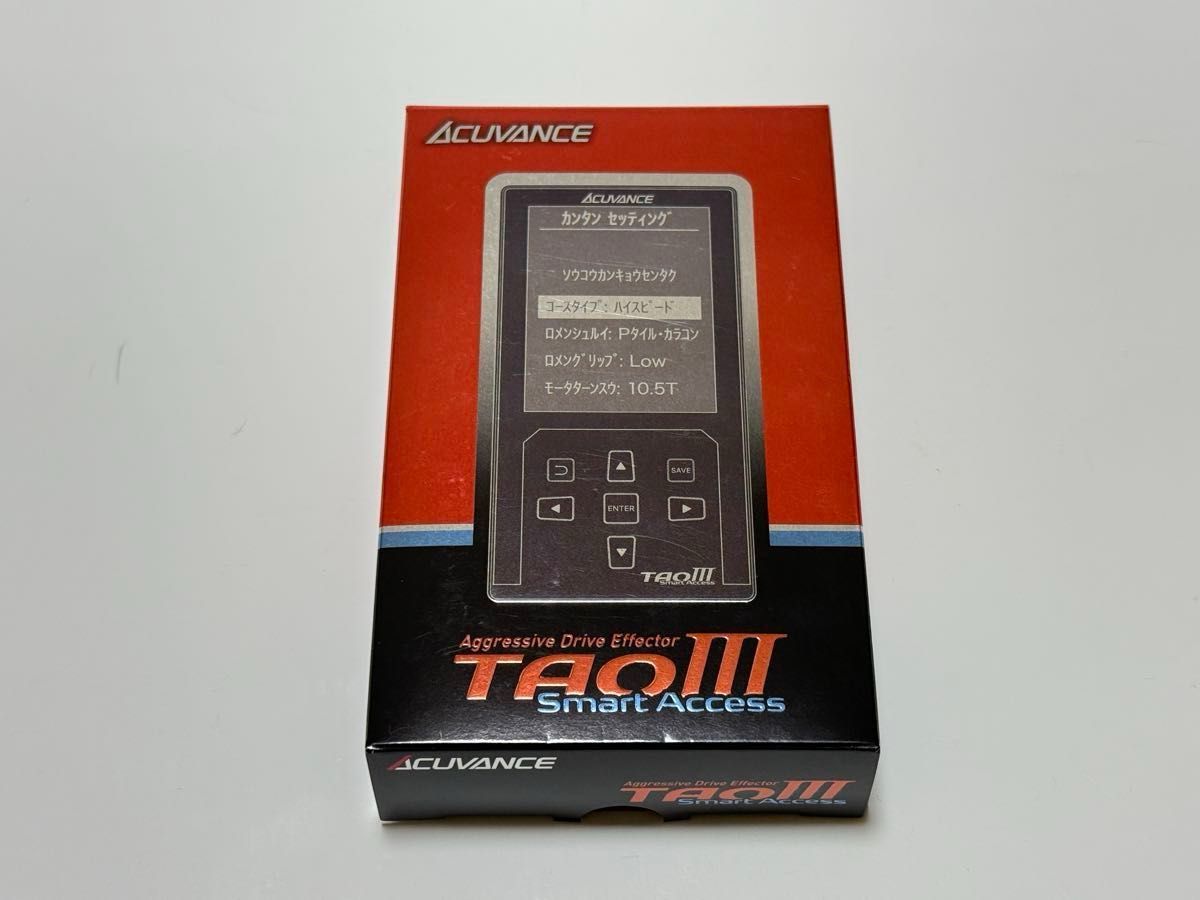 ACUVANCE
ACUVANCE
カンタン セッティング
ソウコウカンキョウセンタク
コースタイプ: ハイスピード
ロメンシュルイ: Pタイル・カラコン
ロメングリップ: Low
モータターンスウ: 10.5T
SAVE
ENTER
TAOIII
Smart Access
Aggressive Drive Effector
TAOIII
Smart Access
ACUVANCE
Aggressive Drive Effector
TAOIII
Smart Access